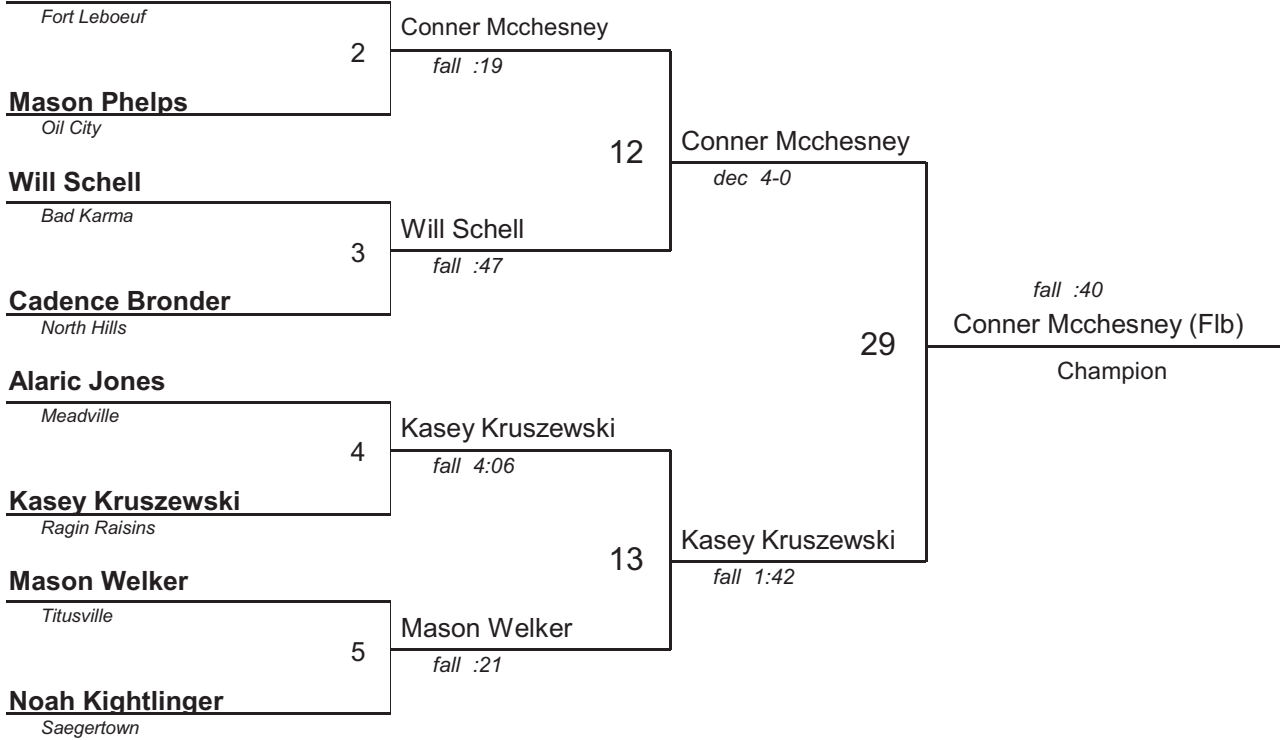 Fort Leboeuf
2
Conner Mcchesney
fall :19
Mason Phelps
Oil City
12
Conner Mcchesney
dec 4-0
Will Schell
Bad Karma
3
Will Schell
fall :47
Cadence Bronder
North Hills
29
fall :40
Conner Mcchesney (Flb)
Champion
Alaric Jones
Meadville
4
Kasey Kruszewski
fall 4:06
Kasey Kruszewski
Ragin Raisins
13
Kasey Kruszewski
fall 1:42
Mason Welker
Titusville
5
Mason Welker
fall :21
Noah Kightlinger
Saegertown